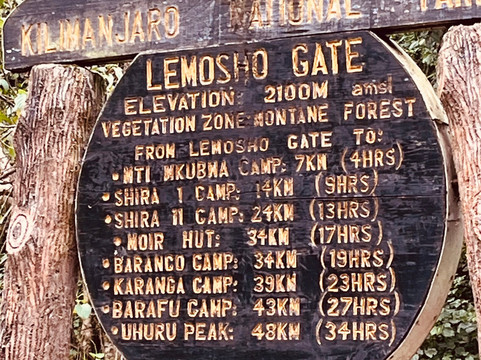 KILIMANJARO NATIONAL PARK
LEMOSHO GATE
ELEVATION: 2100M amsl
VEGETATION ZONE:MONTANE FOREST
FROM LEMOSHO GATE TO:
•MTI MKUBWA CAMP: 7KM (4HRS)
•SHIRA 1 CAMP: 14KM (9HRS)
•SHIRA 11 CAMP: 24KM (13HRS)
•MOIR HUT: 34KM (17HRS)
•BARANCO CAMP: 34KM (19HRS)
•KARANGA CAMP: 39KM (23HRS)
•BARAFU CAMP: 43KM (27HRS)
•UHURU PEAK: 48KM (34HRS)